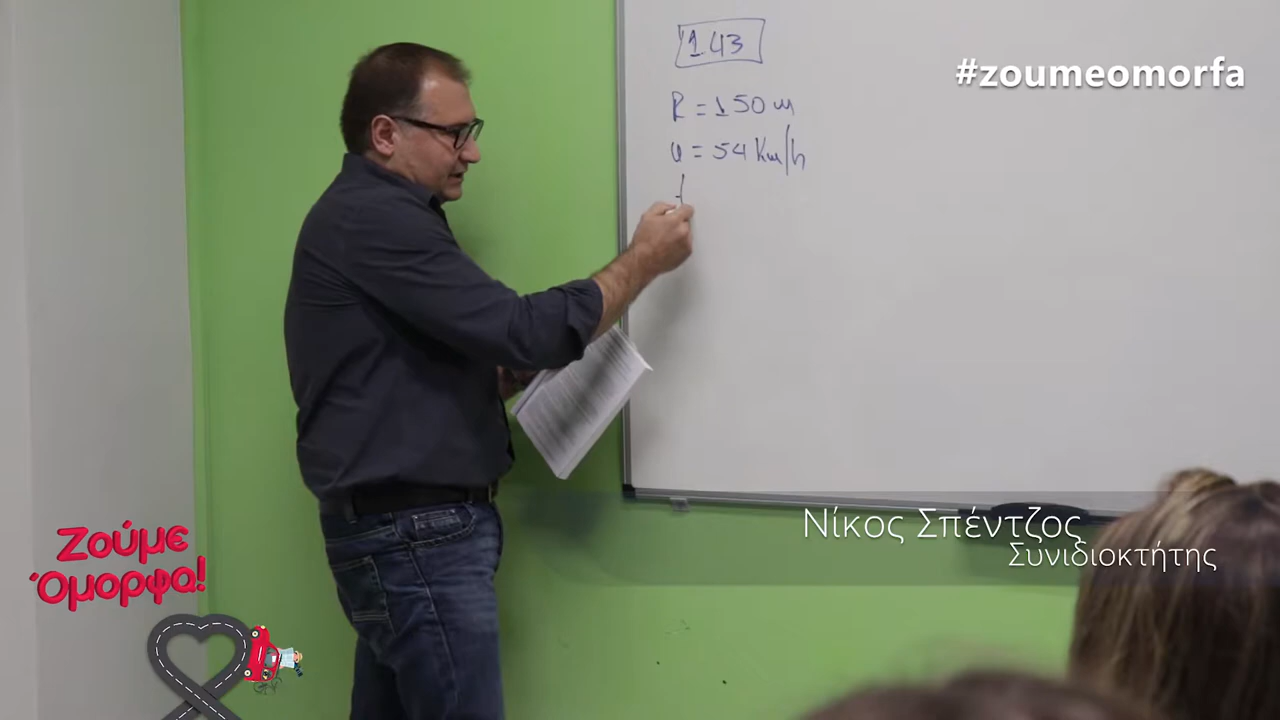 143
R = 150 m
υ = 54 Km/h
#zoumeomorfa
Νίκος Σπέντζος
Συνιδιοκτήτης
Ζούμε
Όμορφα!